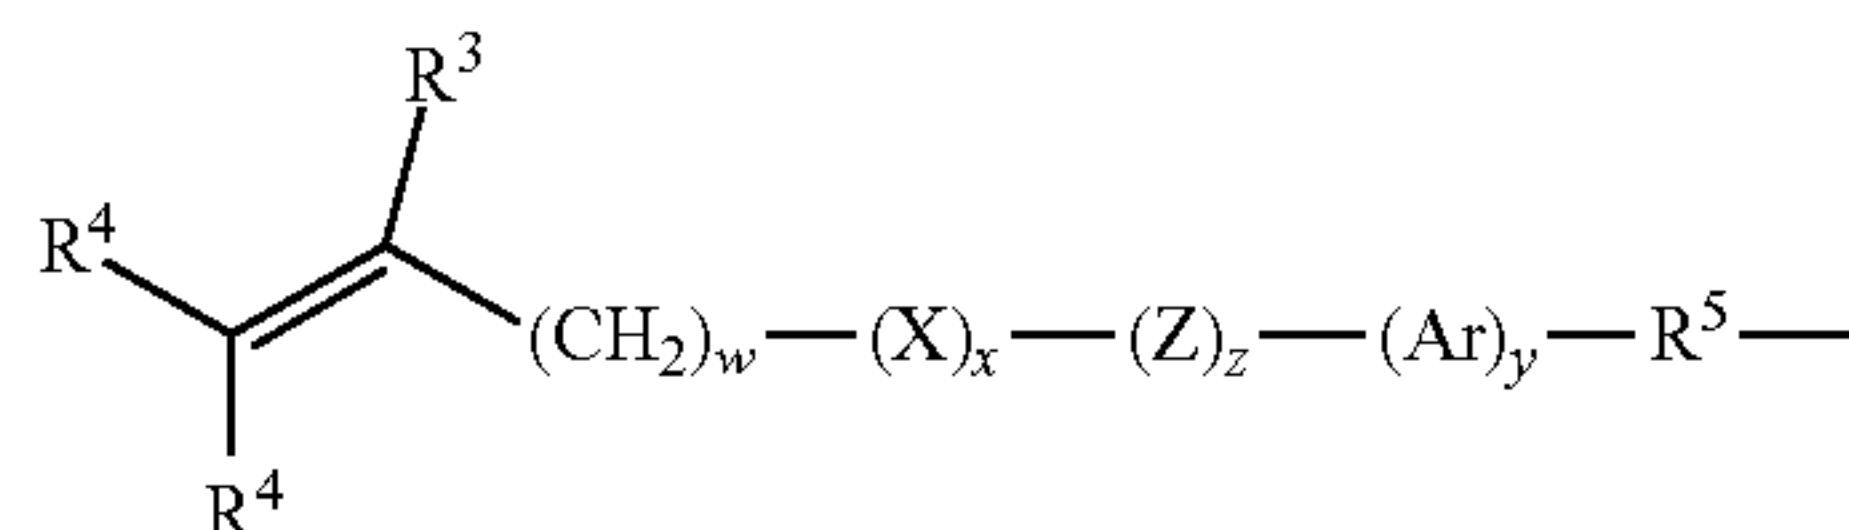 R³
R⁴
(CH₂)w—(X)x—(Z)z—(Ar)y—R⁵—
R⁴